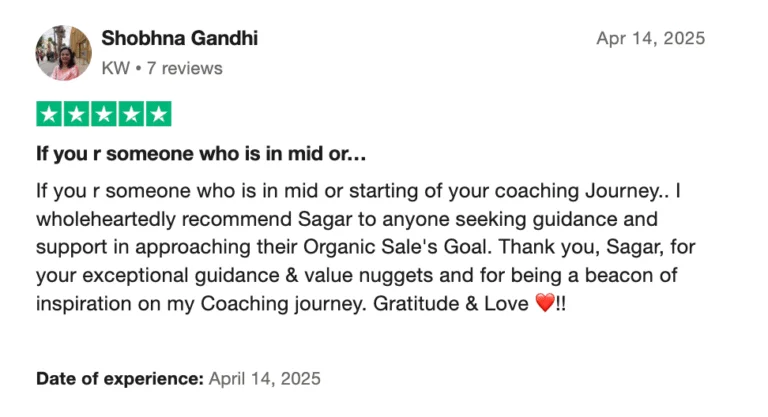 Shobhna Gandhi
Apr 14, 2025
KW • 7 reviews
If you r someone who is in mid or...
If you r someone who is in mid or starting of your coaching Journey.. I
wholeheartedly recommend Sagar to anyone seeking guidance and
support in approaching their Organic Sale's Goal. Thank you, Sagar, for
your exceptional guidance & value nuggets and for being a beacon of
inspiration on my Coaching journey. Gratitude & Love ❤️!!
Date of experience: April 14, 2025